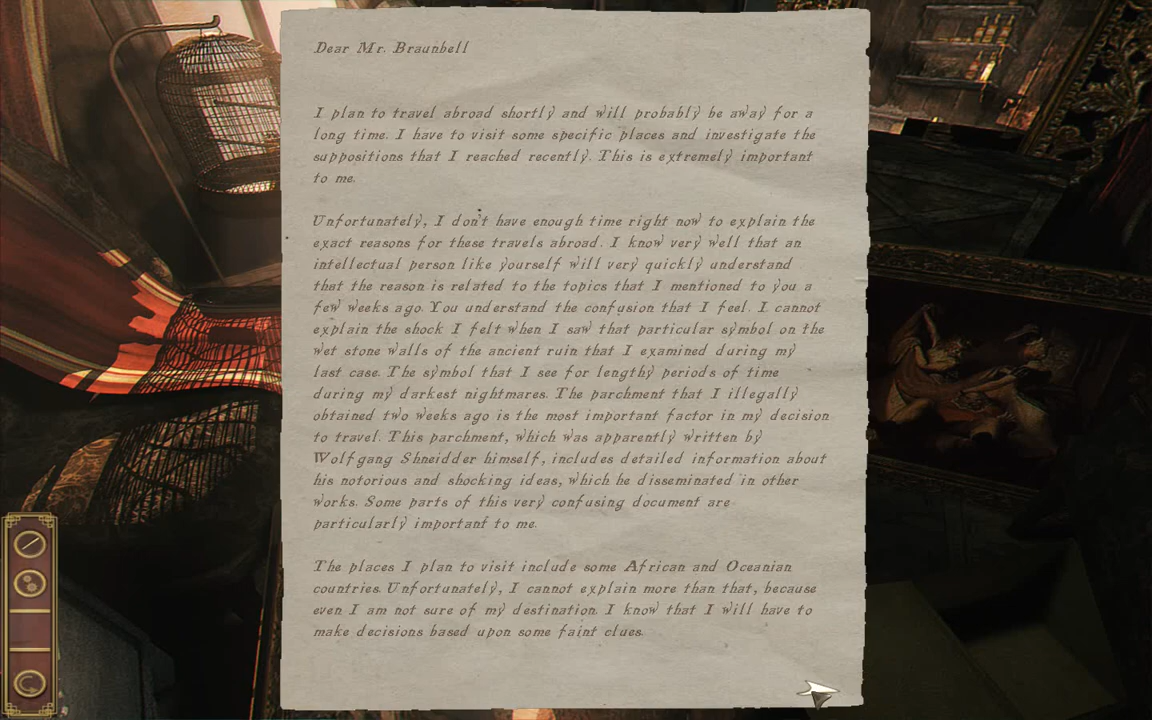 Dear Mr. Braunbell
I plan to travel abroad shortly and will probably be away for a
long time. I have to visit some specific places and investigate the
suppositions that I reached recently. This is extremely important
to me.
Unfortunately, I don't have enough time right now to explain the
exact reasons for these travels abroad. I know very well that an
intellectual person like yourself will very quickly understand
that the reason is related to the topics that I mentioned to you a
few weeks ago. You understand the confusion that I feel. I cannot
explain the shock I felt when I saw that particular symbol on the
wet stone walls of the ancient ruin that I examined during my
last case. The symbol that I see for lengthy periods of time
during my darkest nightmares. The parchment that I illegally
obtained two weeks ago is the most important factor in my decision
to travel. This parchment, which was apparently written by
Wolfgang Shneidder himself, includes detailed information about
his notorious and shocking ideas, which he disseminated in other
works. Some parts of this very confusing document are
particularly important to me.
The places I plan to visit include some African and Oceanian
countries. Unfortunately, I cannot explain more than that, because
even I am not sure of my destination. I know that I will have to
make decisions based upon some faint clues.